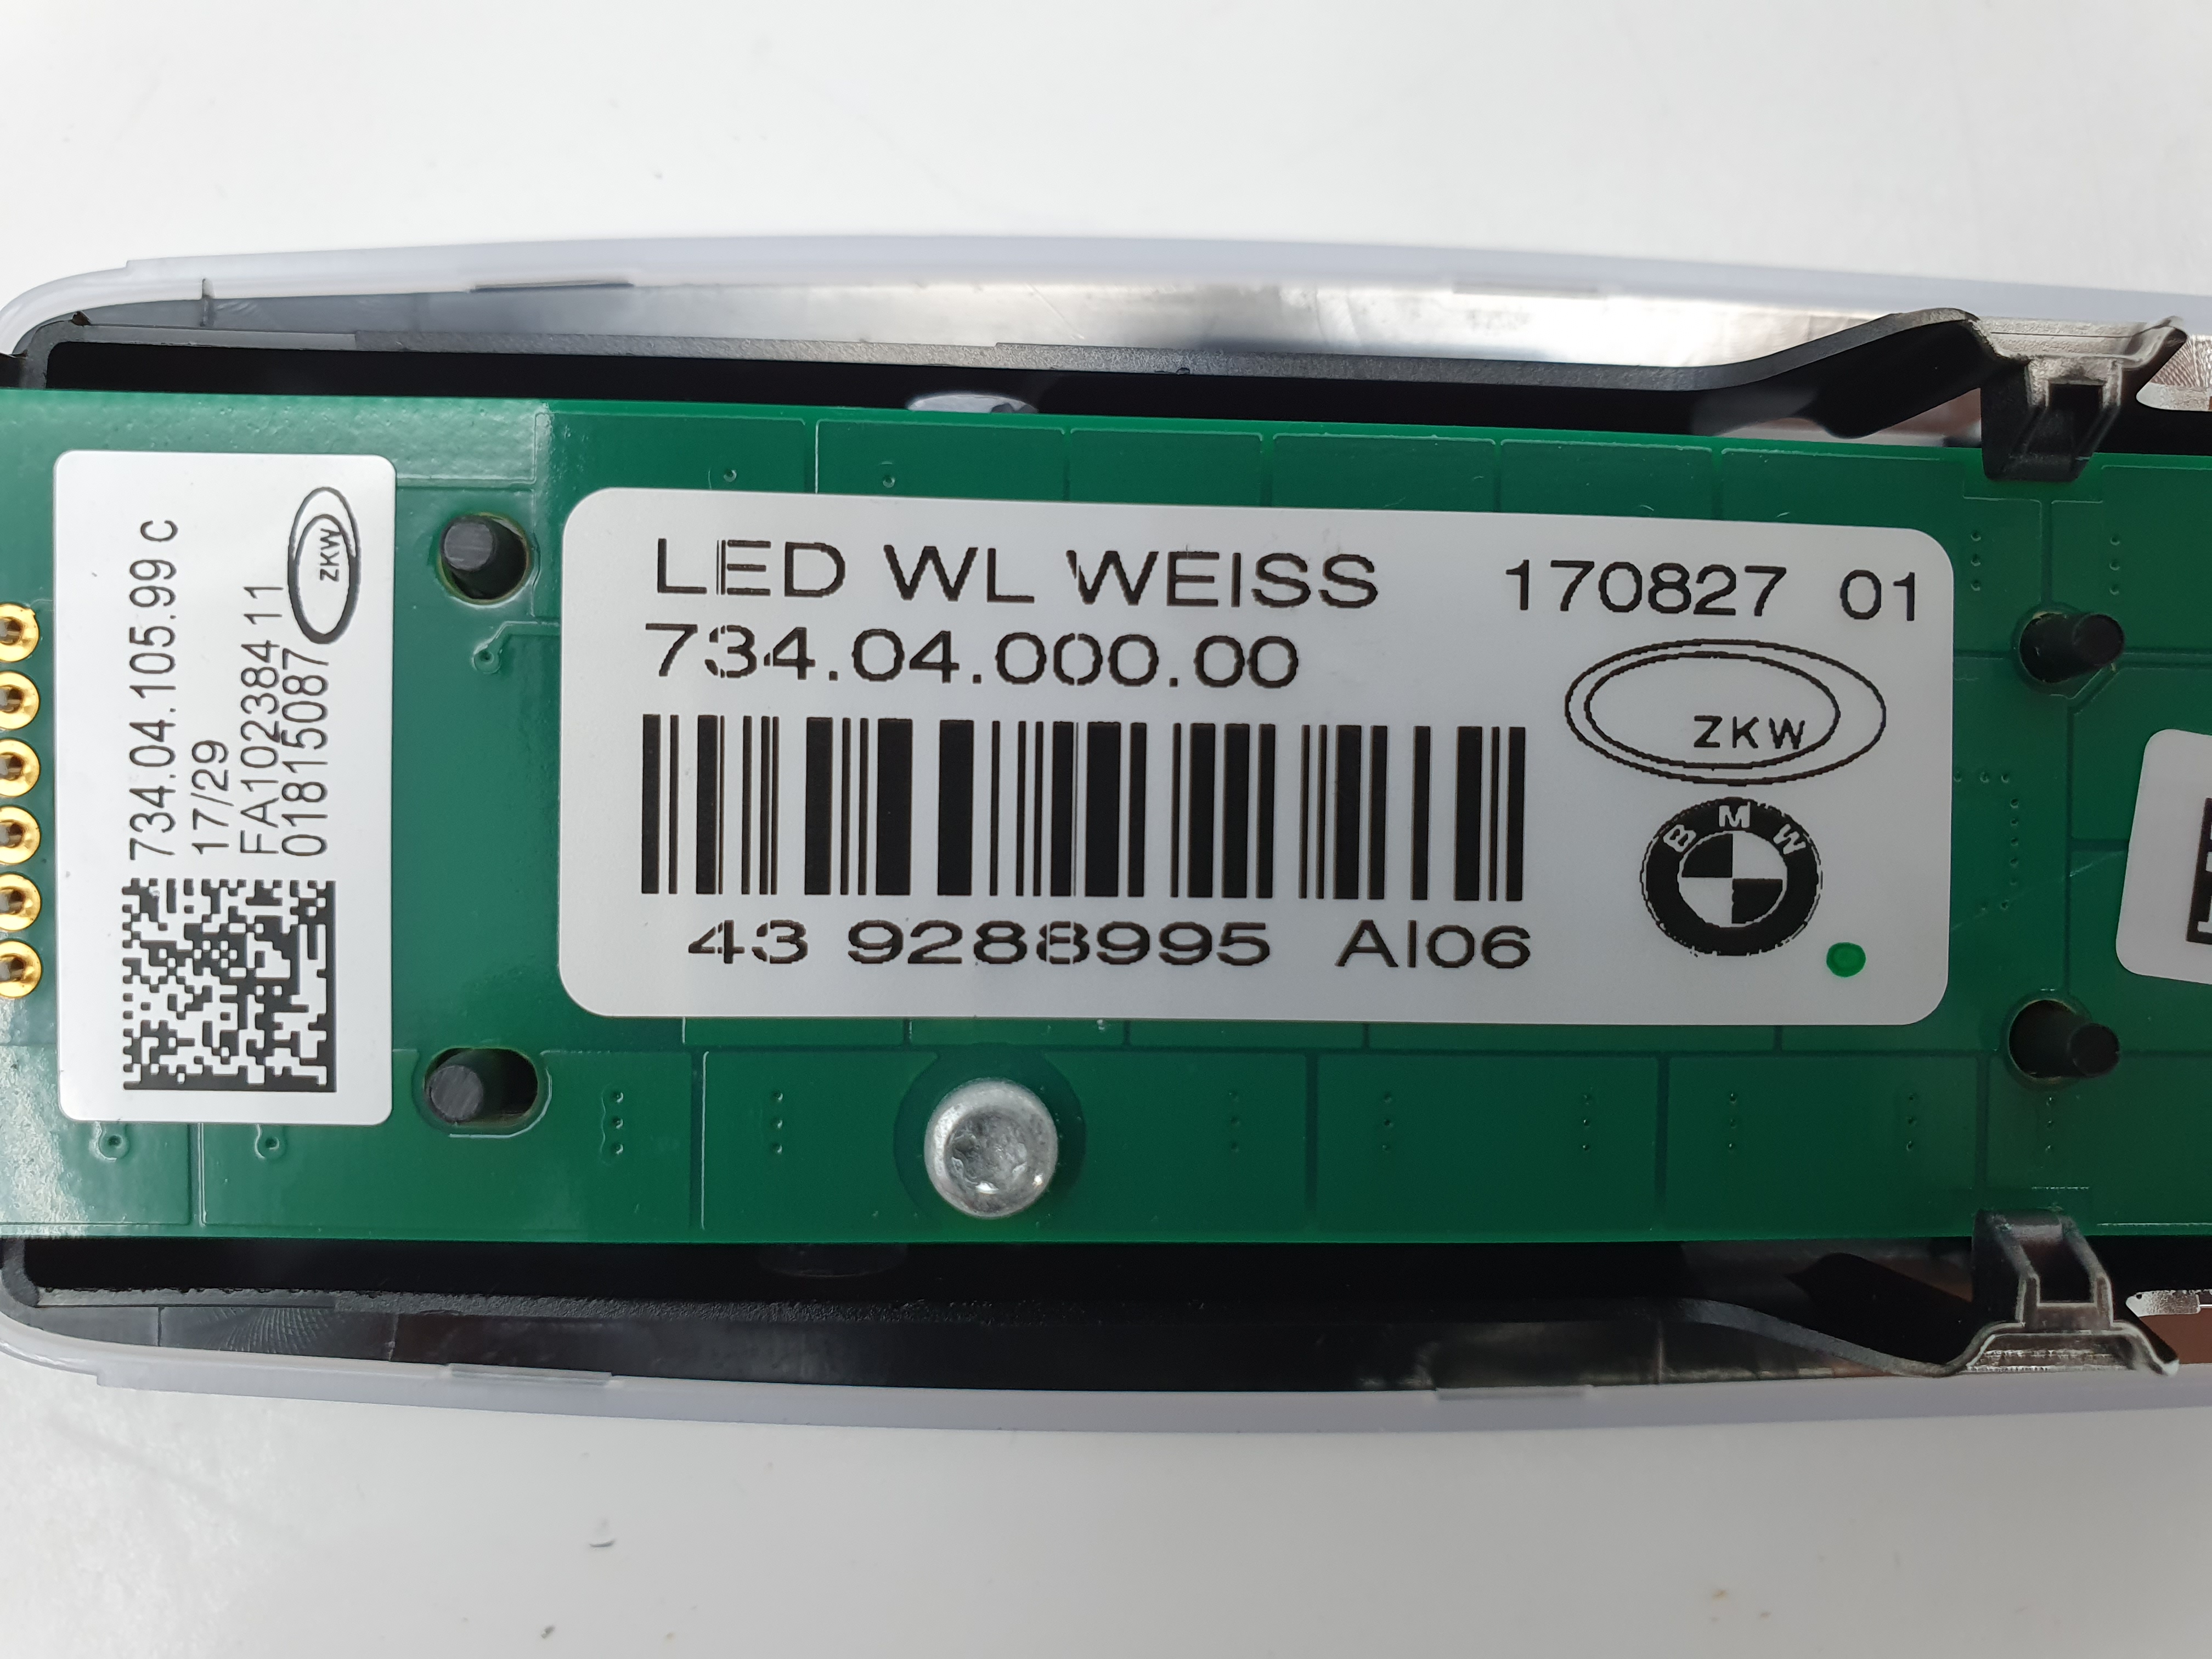 734.04.105.99 C
17/29
FA102384 11
018150877
ZKW
LED WL WEISS 170827 01
734.04.000.00
ZKW
BMW
43 9288995 AI06